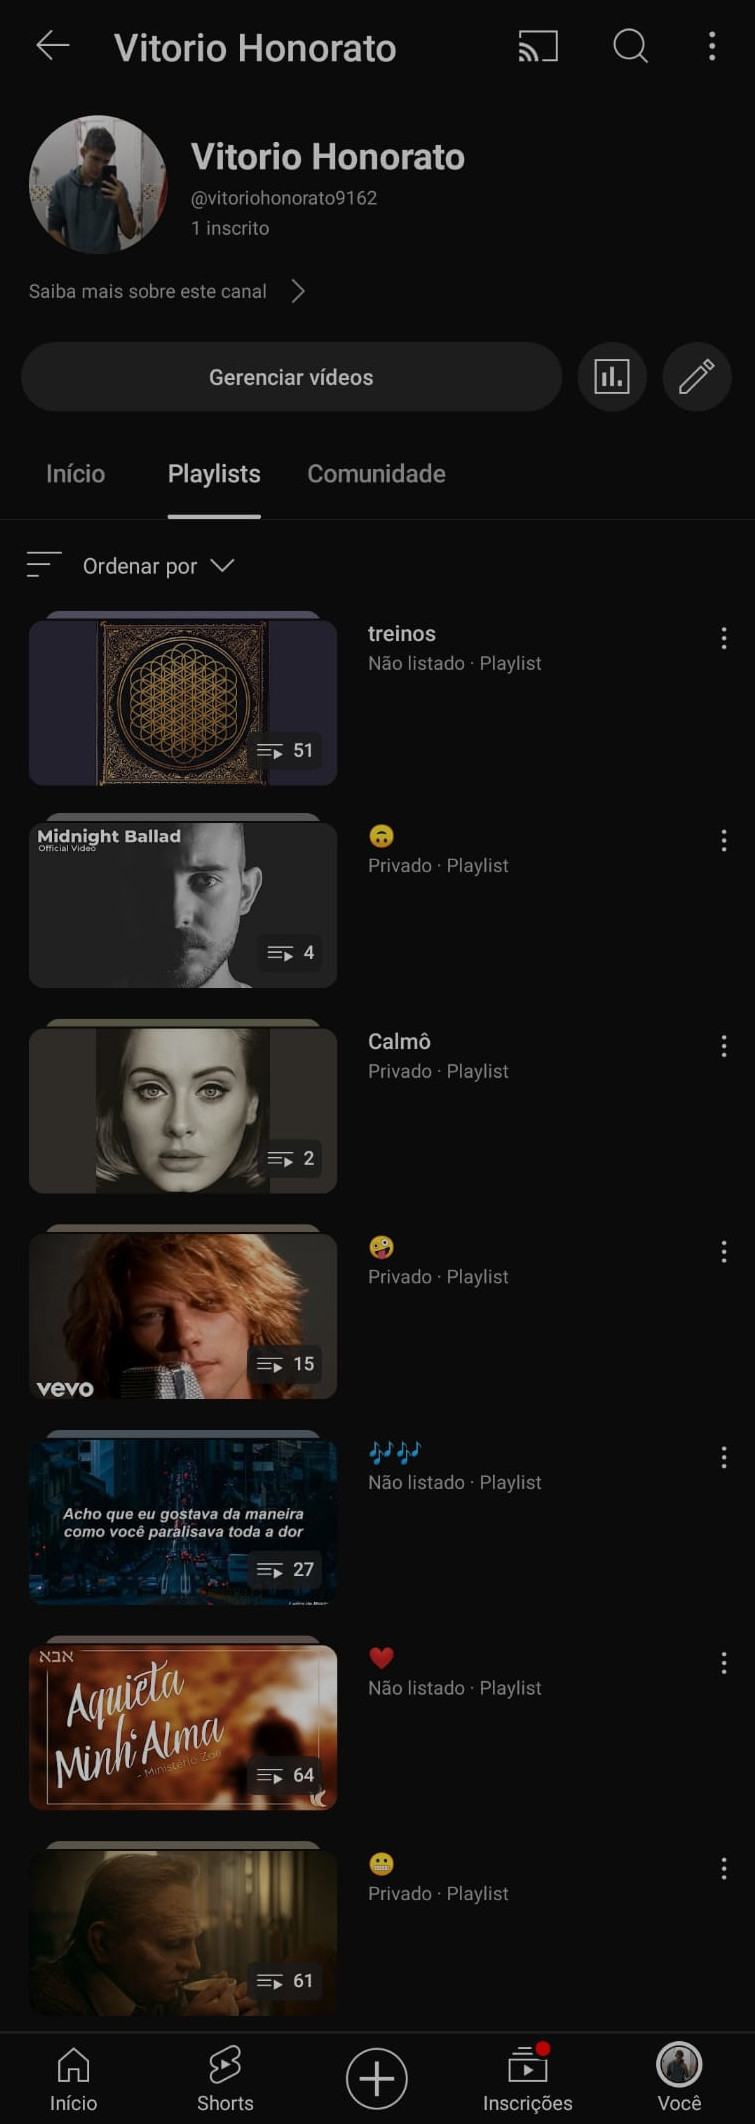 Vitorio Honorato
Vitorio Honorato
@vitoriohonorato9162
1 inscrito
Saiba mais sobre este canal
Gerenciar vídeos
Início
Playlists
Comunidade
Ordenar por
treinos
Não listado · Playlist
51
Midnight Ballad
Official Video
🙃
Privado · Playlist
4
Calmô
Privado · Playlist
2
🤪
Privado · Playlist
vevo
15
🎶🎶
Não listado · Playlist
Acho que eu gostava da maneira
como você paralisava toda a dor
27
❤️
Não listado · Playlist
אבא
Aquieta
Minh'Alma
- Ministério Zoe
64
😬
Privado · Playlist
61
Início
Shorts
Inscrições
Você